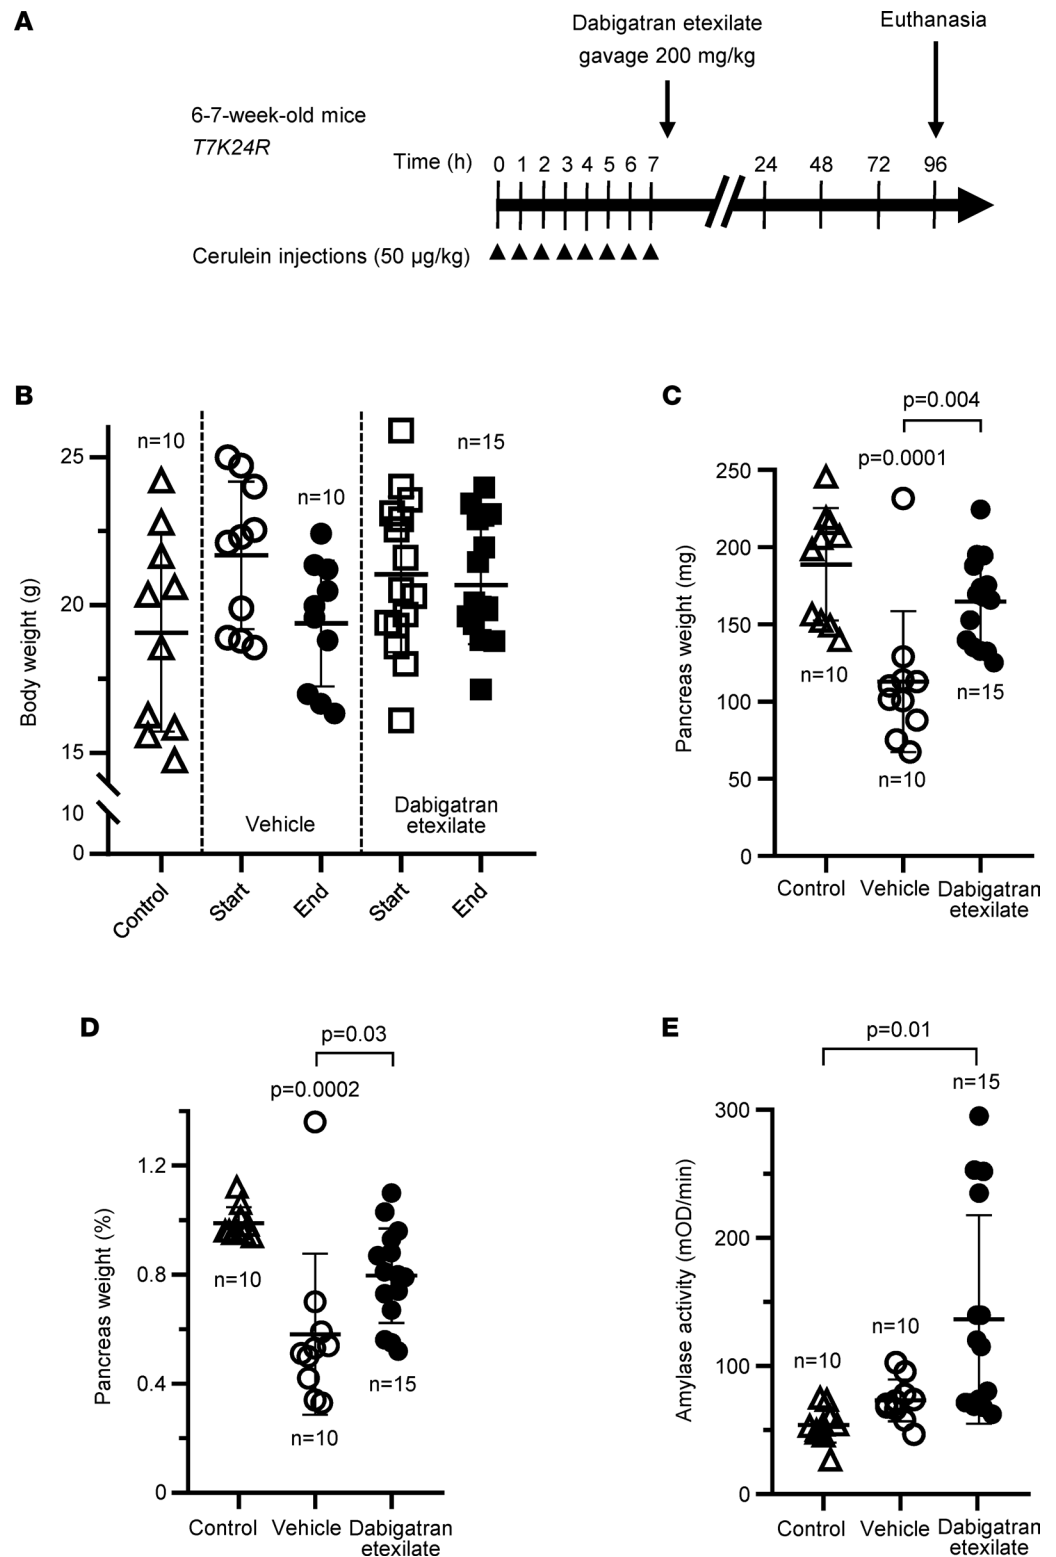 A
Dabigatran etexilate
gavage 200 mg/kg
Euthanasia
6-7-week-old mice
T7K24R
Time (h)
0 1 2 3 4 5 6 7 24 48 72 96
Cerulein injections (50 µg/kg)
B
Body weight (g)
25
20
15
10
0
n=10
n=10
n=15
Vehicle
Dabigatran
etexilate
Control
Start
End
Start
End
C
p=0.004
p=0.0001
Pancreas weight (mg)
250
200
150
100
50
0
n=10
n=10
n=15
Control
Vehicle
Dabigatran
etexilate
D
p=0.03
p=0.0002
Pancreas weight (%)
1.2
0.8
0.4
0
n=10
n=10
n=15
Control
Vehicle
Dabigatran
etexilate
E
p=0.01
n=15
Amylase activity (mOD/min)
300
200
100
0
n=10
n=10
Control
Vehicle
Dabigatran
etexilate